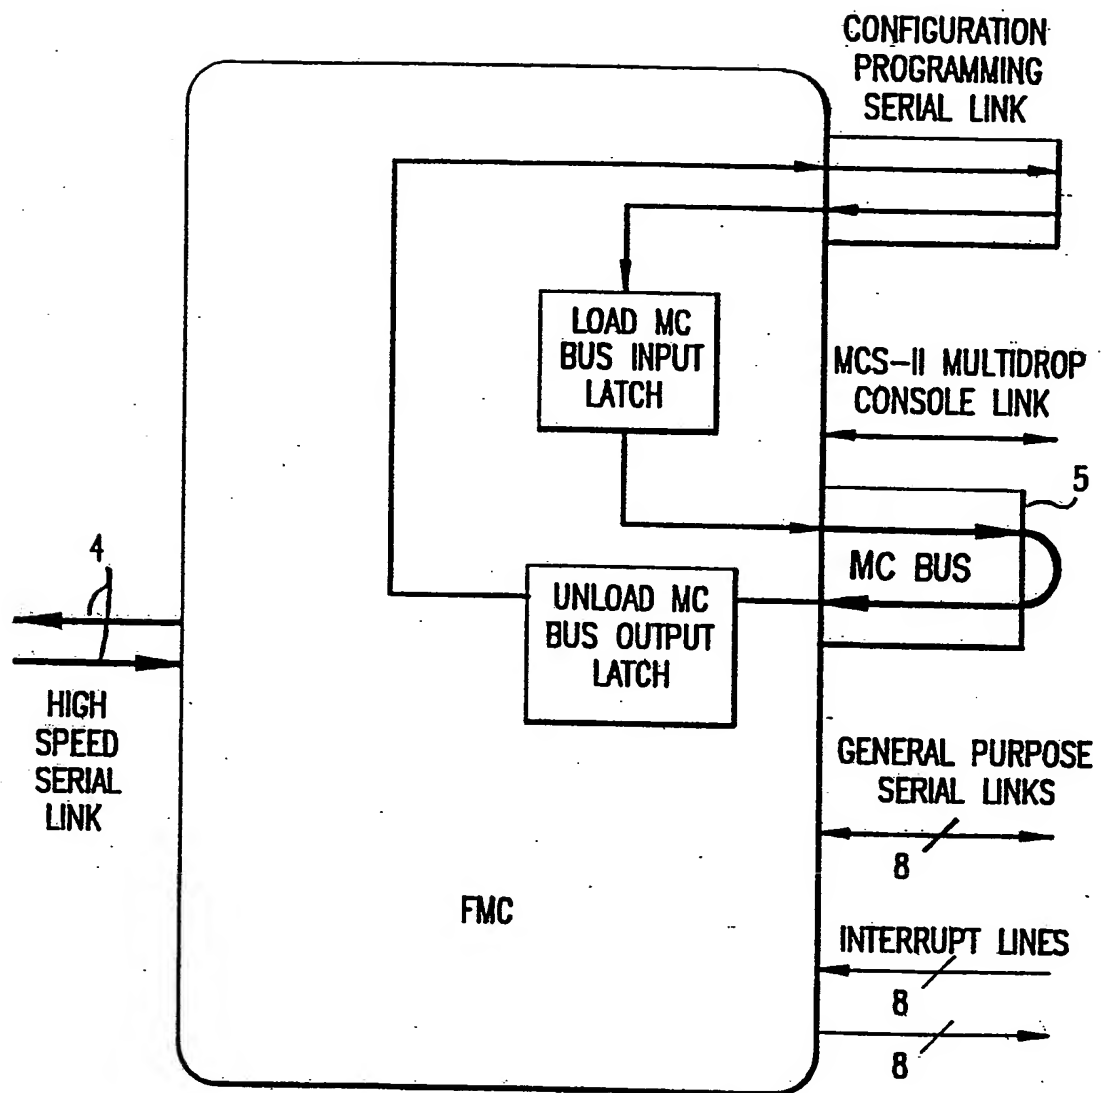 CONFIGURATION
PROGRAMMING
SERIAL LINK
LOAD MC
BUS INPUT
LATCH
MCS-II MULTIDROP
CONSOLE LINK
5
MC BUS
4
UNLOAD MC
BUS OUTPUT
LATCH
HIGH
SPEED
SERIAL
LINK
GENERAL PURPOSE
SERIAL LINKS
8
FMC
INTERRUPT LINES
8
8